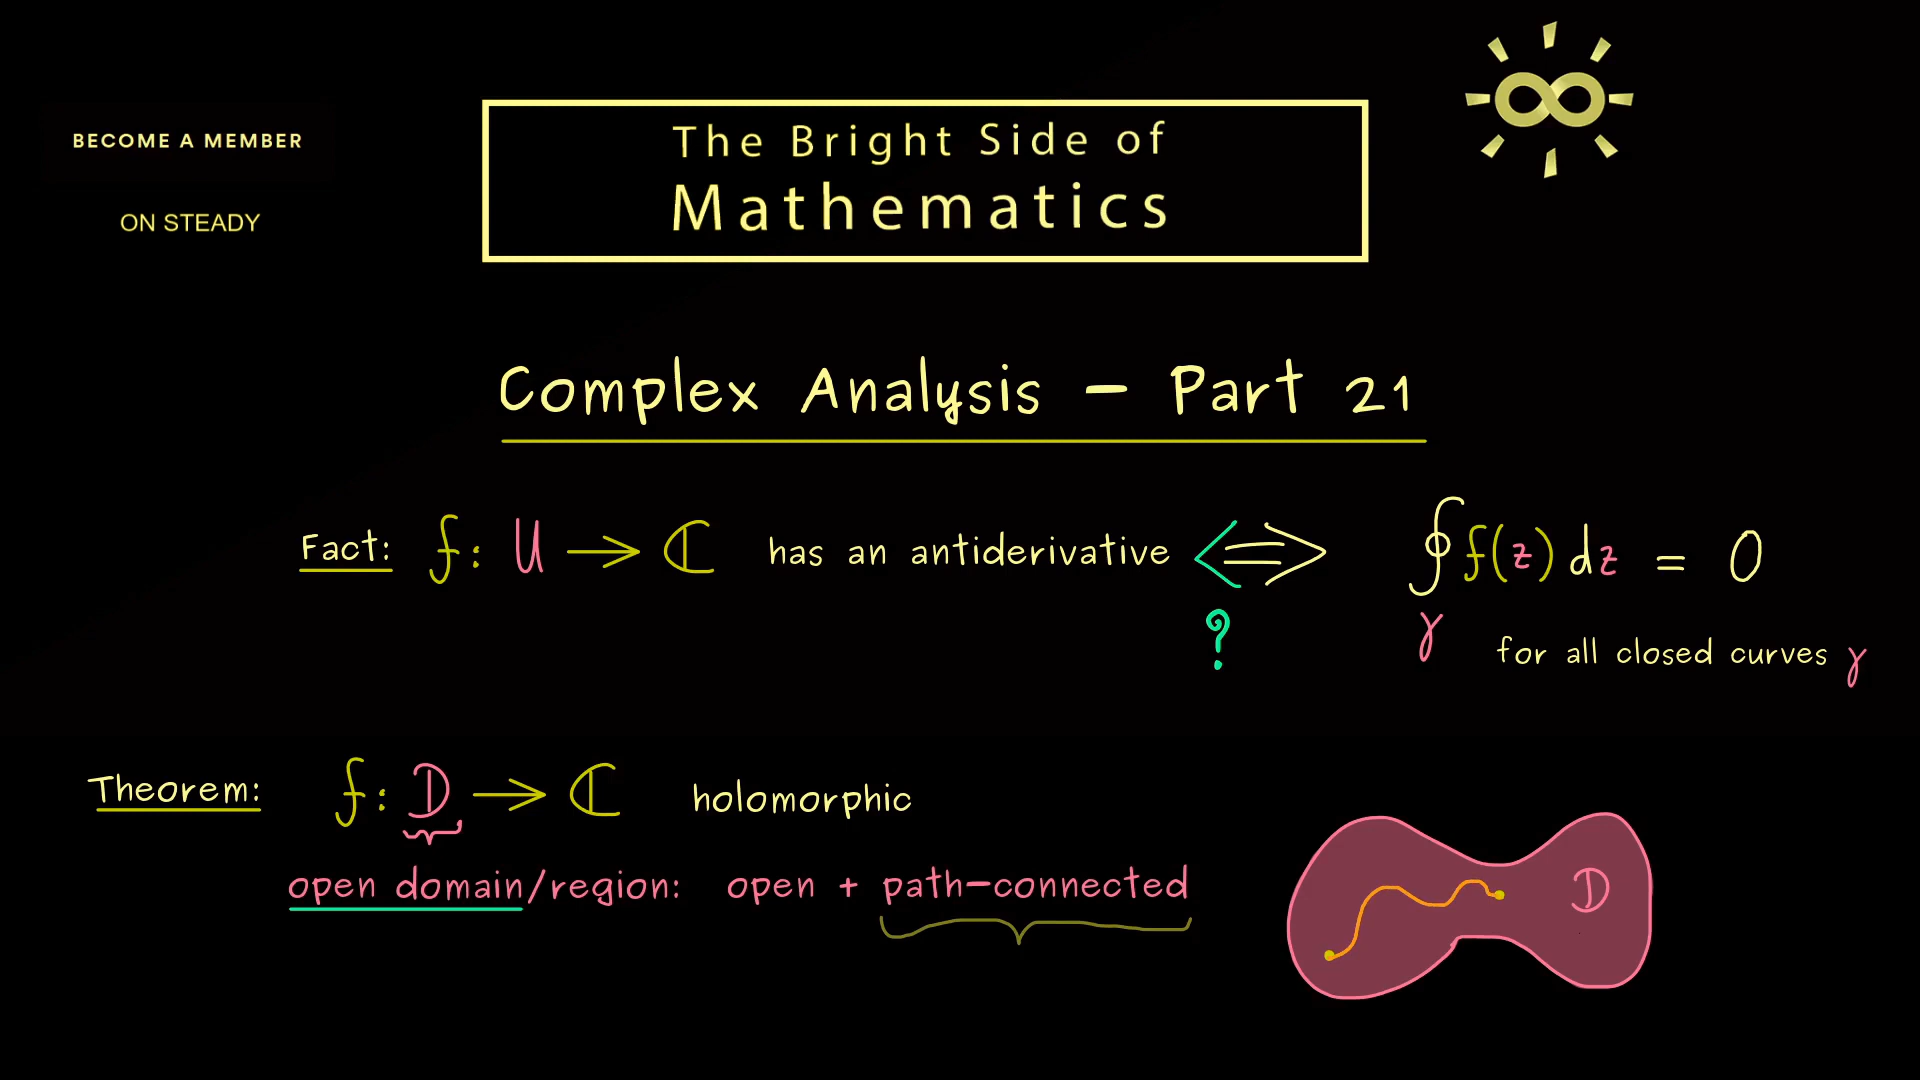 BECOME A MEMBER
ON STEADY
The Bright Side of
Mathematics
Complex Analysis – Part 21
Fact: f: U → ℂ has an antiderivative ⟺ ∮ f(z) dz = 0
? γ for all closed curves γ
Theorem: f: D → ℂ holomorphic
open domain/region: open + path-connected
D